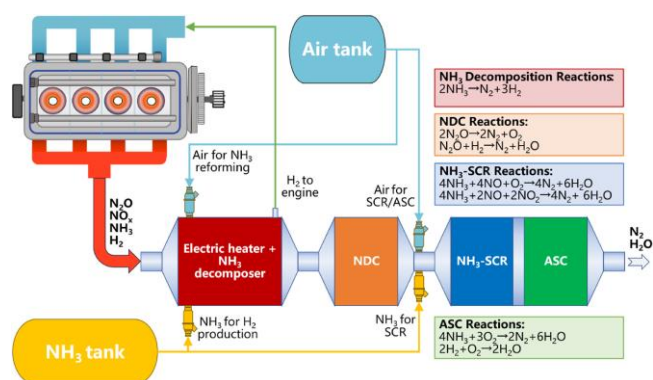 Air tank
NH₃ Decomposition Reactions:
2NH₃→N₂+3H₂
NDC Reactions:
2N₂O→2N₂+O₂
N₂O+H₂→N₂+H₂O
NH₃-SCR Reactions:
4NH₃+4NO+O₂→4N₂+6H₂O
4NH₃+2NO+2NO₂→4N₂+ 6H₂O
Air for NH₃
reforming
H₂ to
engine
Air for
SCR/ASC
N₂O
NOₓ
NH₃
H₂
Electric heater +
NH₃
decomposer
NDC
NH₃-SCR
ASC
N₂
H₂O
NH₃ for H₂
production
NH₃ for
SCR
NH₃ tank
ASC Reactions:
4NH₃+3O₂→2N₂+6H₂O
2H₂+O₂→2H₂O